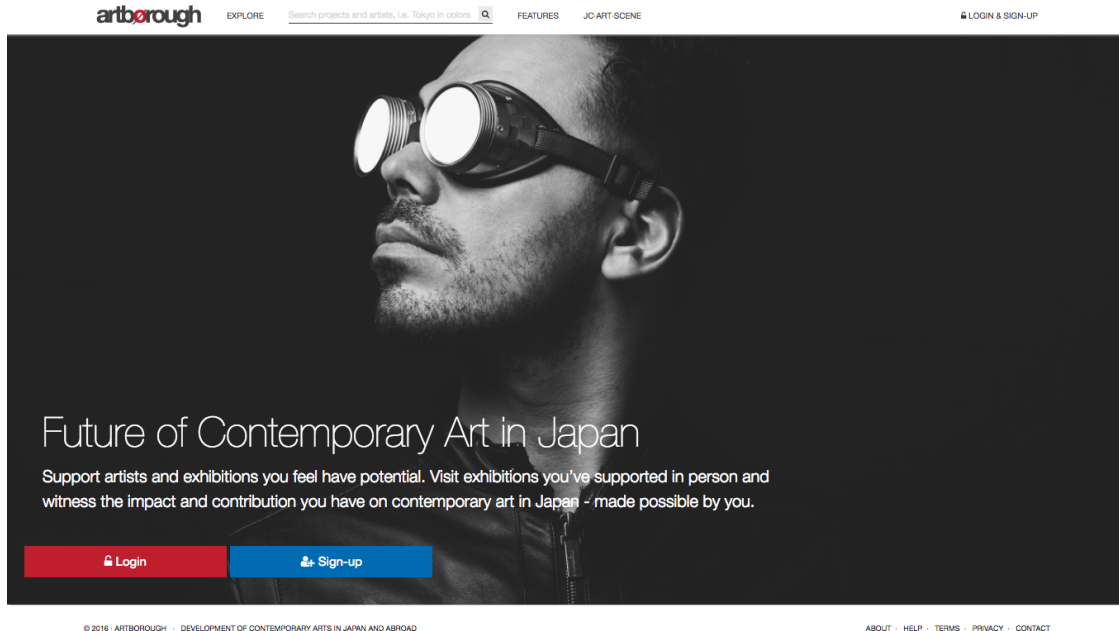 artbørough EXPLORE Search projects and artists, i.e. Tokyo in colors FEATURES JC·ART·SCENE LOGIN & SIGN-UP
Future of Contemporary Art in Japan
Support artists and exhibitions you feel have potential. Visit exhibitions you've supported in person and
witness the impact and contribution you have on contemporary art in Japan - made possible by you.
Login Sign-up
© 2016 · ARTBOROUGH · DEVELOPMENT OF CONTEMPORARY ARTS IN JAPAN AND ABROAD ABOUT · HELP · TERMS · PRIVACY · CONTACT